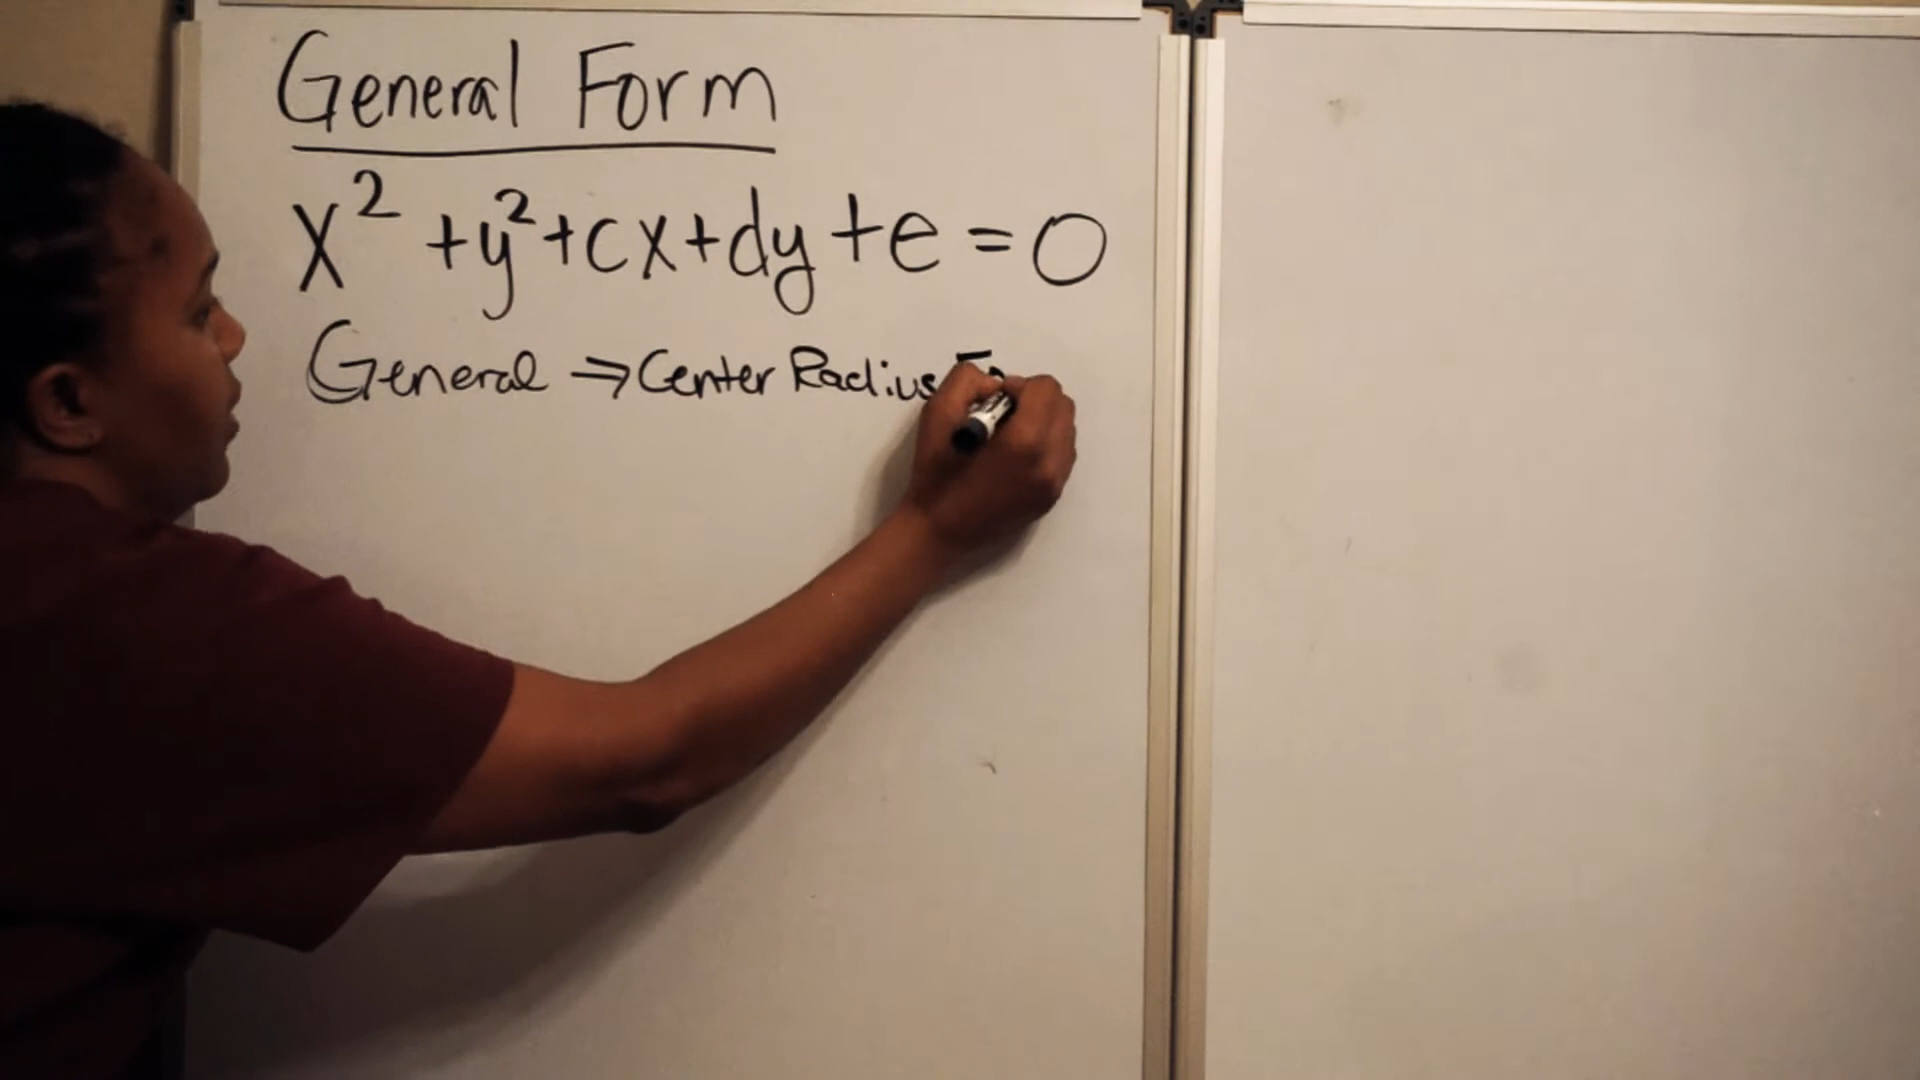 General Form
x² + y² + cx + dy + e = 0
General ⇒ Center Radius